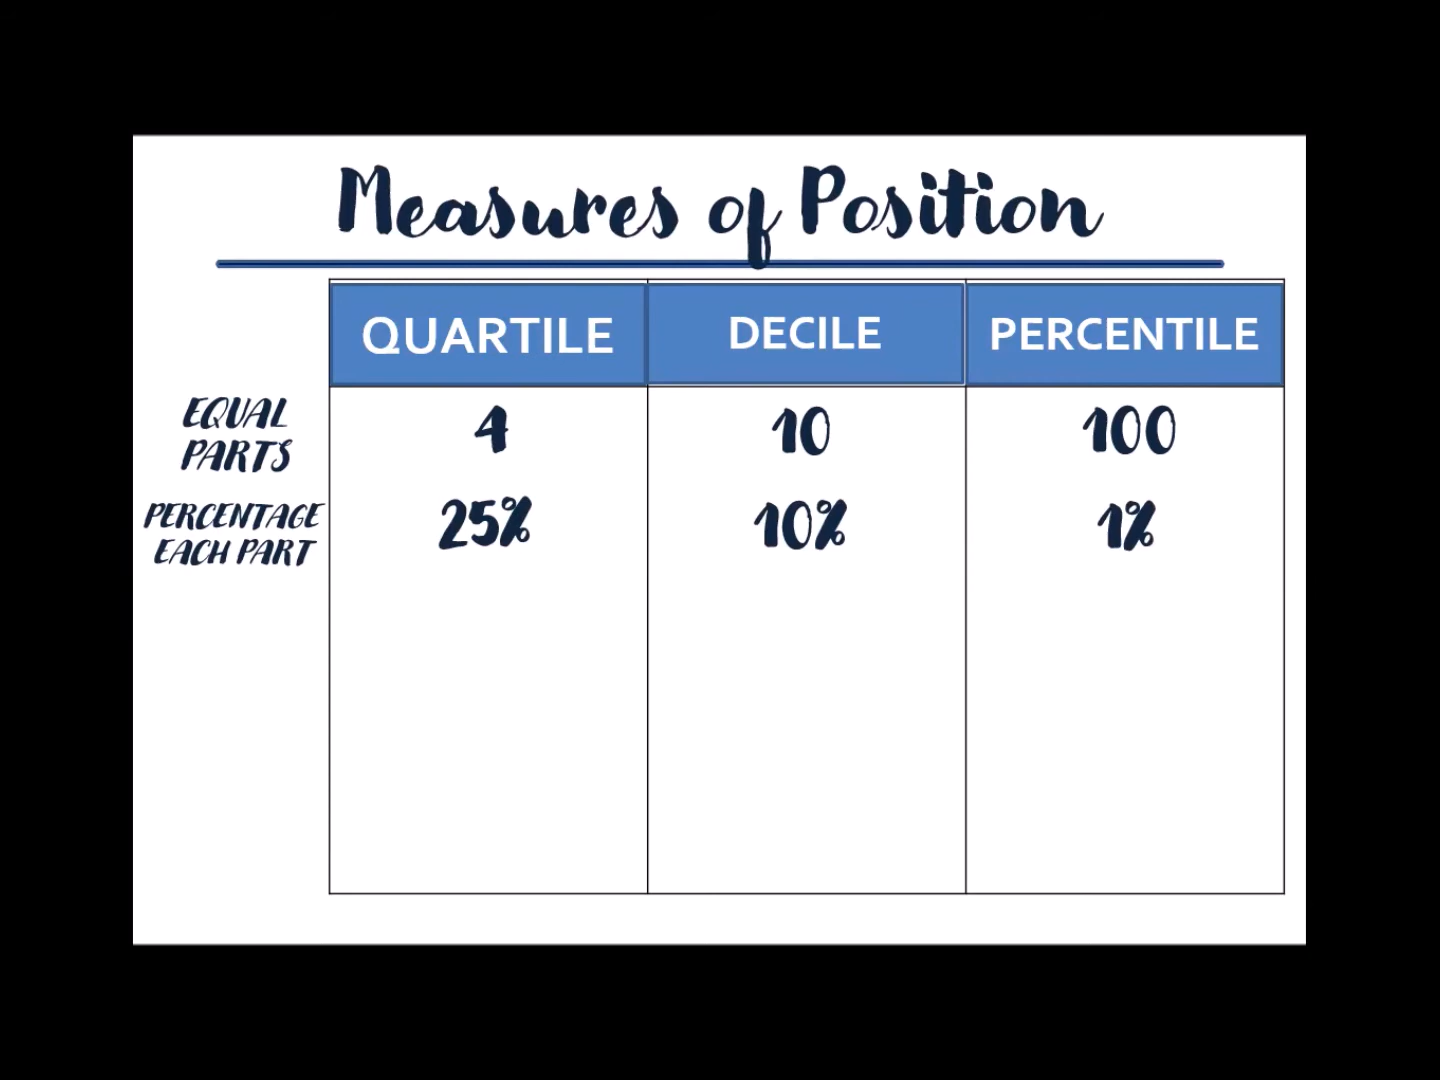 Measures of Position
QUARTILE DECILE PERCENTILE
EQUAL
PARTS
4 10 100
PERCENTAGE
EACH PART
25% 10% 1%